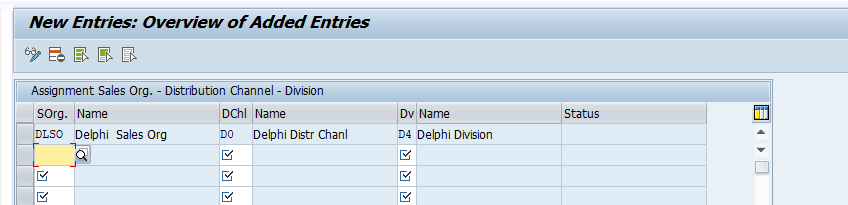 New Entries: Overview of Added Entries
Assignment Sales Org. - Distribution Channel - Division
SOrg. Name DChl Name Dv Name Status
DLSO Delphi  Sales Org D0 Delphi Distr Chanl D4 Delphi Division